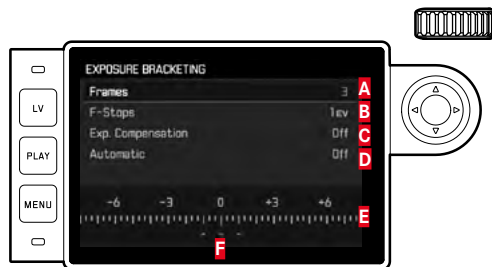 EXPOSURE BRACKETING
Frames 3 A
F-Stops 1EV B
Exp. Compensation Off C
Automatic Off D
-6 -3 0 +3 +6
E
F
LV
PLAY
MENU